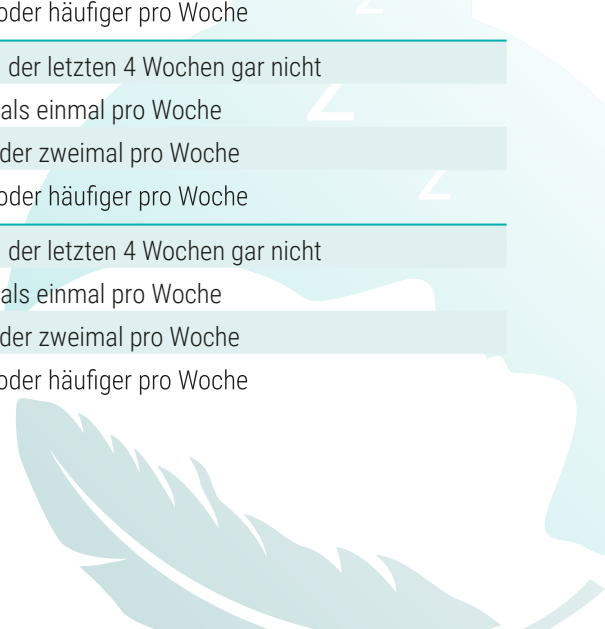 oder häufiger pro Woche
der letzten 4 Wochen gar nicht
als einmal pro Woche
der zweimal pro Woche
oder häufiger pro Woche
der letzten 4 Wochen gar nicht
als einmal pro Woche
der zweimal pro Woche
oder häufiger pro Woche
z
z
z